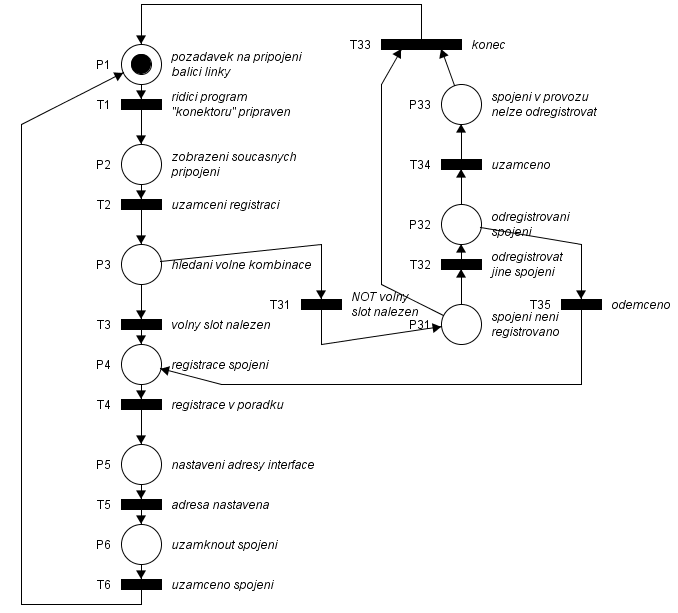 T33 konec
P1 pozadavek na pripojeni
balici linky
T1 ridici program
"konektoru" pripraven
P33 spojeni v provozu
nelze odregistrovat
P2 zobrazeni soucasnych
pripojeni
T34 uzamceno
T2 uzamceni registraci
P32 odregistrovani
spojeni
P3 hledani volne kombinace
T32 odregistrovat
jine spojeni
T31 NOT volny
slot nalezen
T35 odemceno
T3 volny slot nalezen
P31 spojeni neni
registrovano
P4 registrace spojeni
T4 registrace v poradku
P5 nastaveni adresy interface
T5 adresa nastavena
P6 uzamknout spojeni
T6 uzamceno spojeni